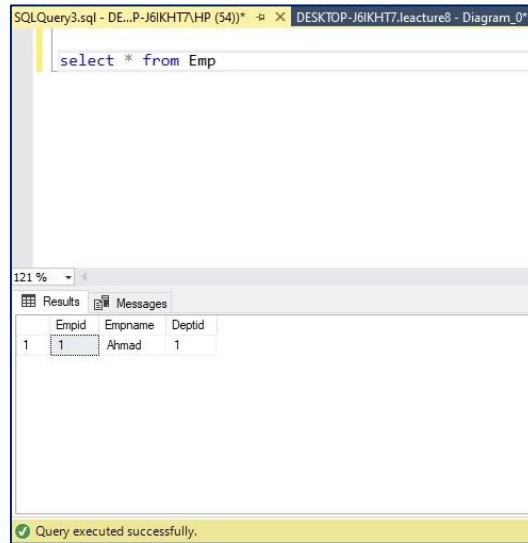 SQLQuery3.sql - DE...P-J6IKHT7\HP (54))* DESKTOP-J6IKHT7.leacture8 - Diagram_0*
select * from Emp
121 %
Results Messages
Empid Empname Deptid
1 1 Ahmad 1
Query executed successfully.